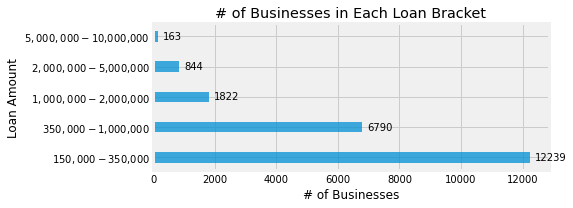 # of Businesses in Each Loan Bracket
Loan Amount
5,000,000-10,000,000 163
2,000,000-5,000,000 844
1,000,000-2,000,000 1822
350,000-1,000,000 6790
150,000-350,000 12239
0 2000 4000 6000 8000 10000 12000
# of Businesses